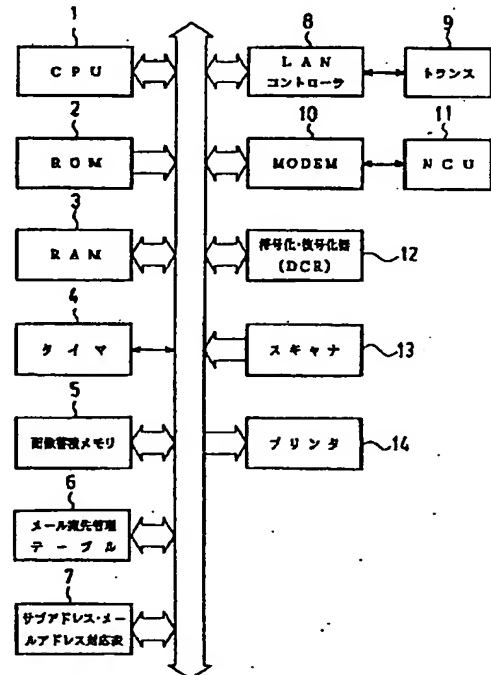 1
CPU
2
ROM
3
RAM
4
タイマ
5
画像蓄積メモリ
6
メール宛先管理
テーブル
7
サブアドレス・メー
ルアドレス対応表
8
LAN
コントローラ
9
トランス
10
MODEM
11
NCU
12
符号化・復号化器
(DCR)
スキャナ
13
プリンタ
14